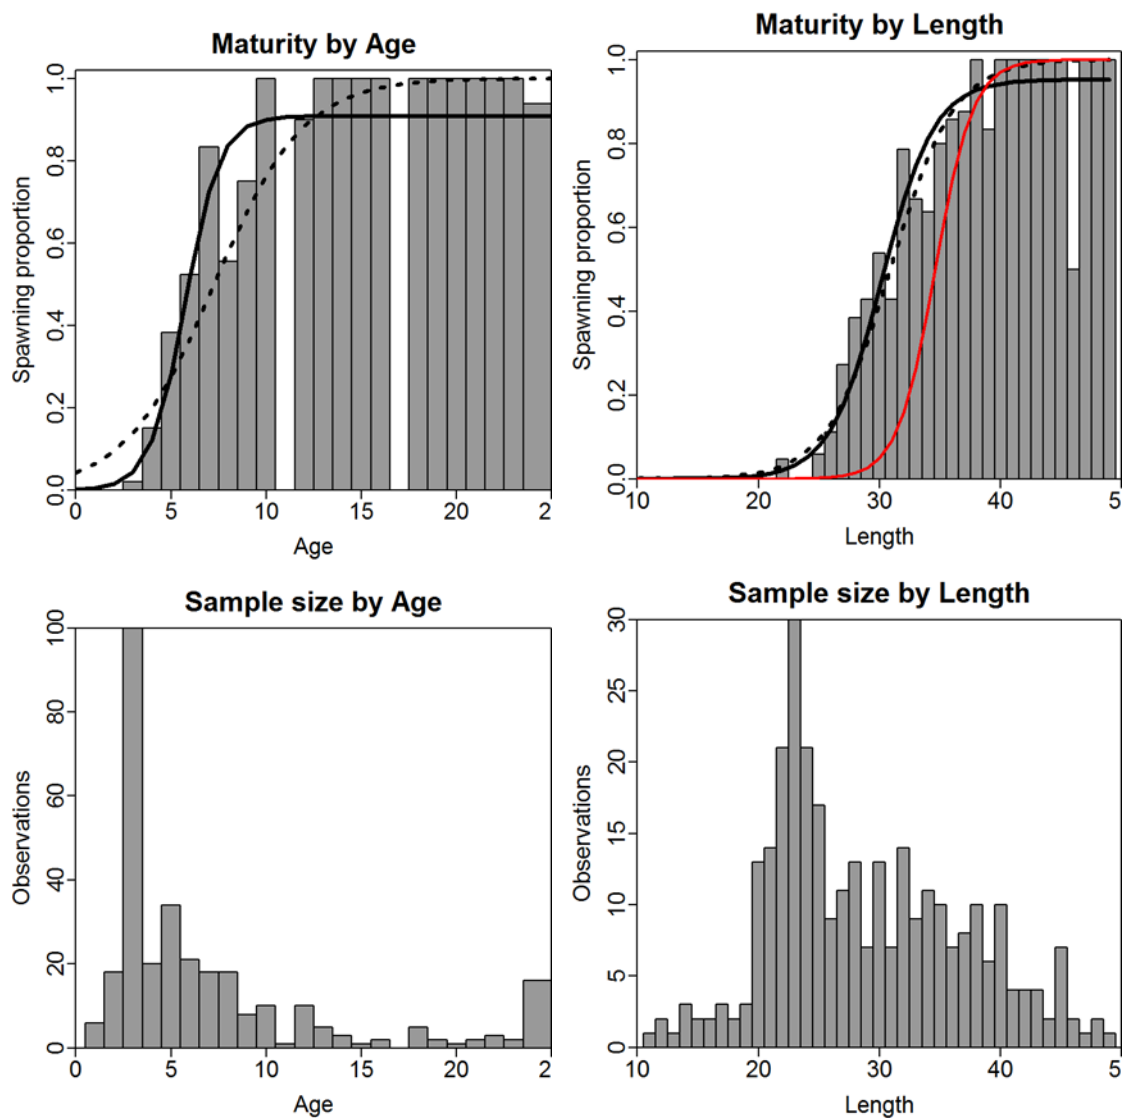 Maturity by Age
Spawning proportion
0.0 0.2 0.4 0.6 0.8 1.0
0 5 10 15 20 2
Age
Maturity by Length
Spawning proportion
0.0 0.2 0.4 0.6 0.8 1.0
10 20 30 40 5
Length
Sample size by Age
Observations
0 20 40 60 80 100
0 5 10 15 20 2
Age
Sample size by Length
Observations
0 5 10 15 20 25 30
10 20 30 40 5
Length